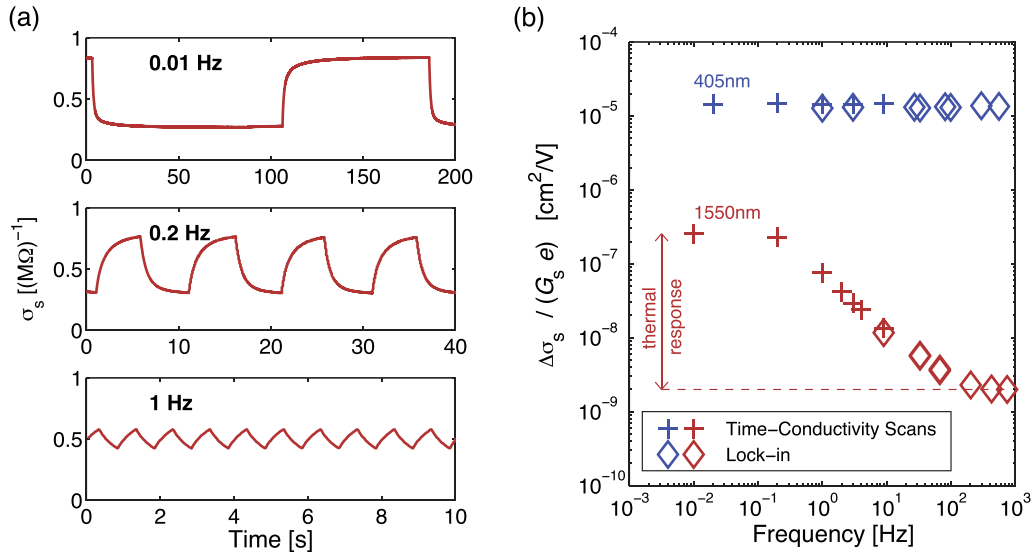 (a)
1
0.01 Hz
0.5
0
0
50
100
150
200
1
0.2 Hz
0.5
0
0
10
20
30
40
σs [(MΩ)−1]
1
1 Hz
0.5
0
0
2
4
6
8
10
Time [s]
(b)
10−4
10−5
10−6
10−7
10−8
10−9
10−10
Δσs / (Gs e) [cm2/V]
405nm
1550nm
thermal
response
Time−Conductivity Scans
Lock−in
10−3
10−2
10−1
100
101
102
103
Frequency [Hz]